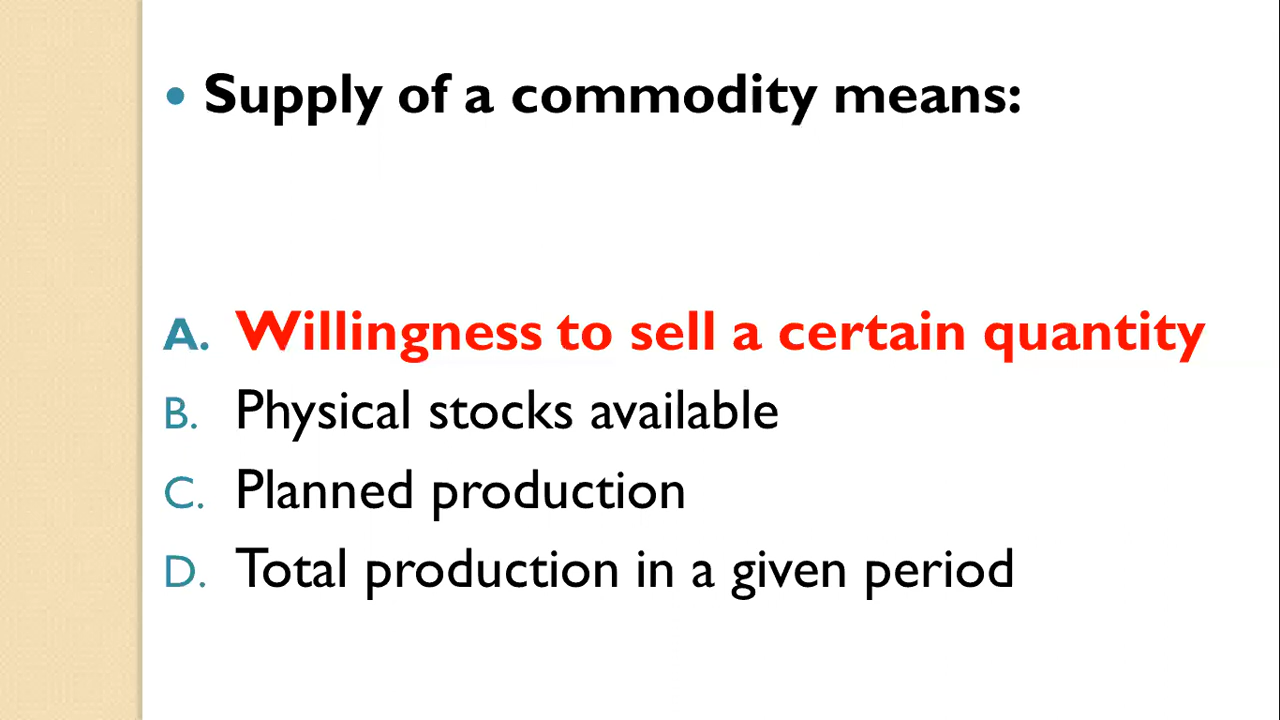 • Supply of a commodity means:
A. Willingness to sell a certain quantity
B. Physical stocks available
C. Planned production
D. Total production in a given period